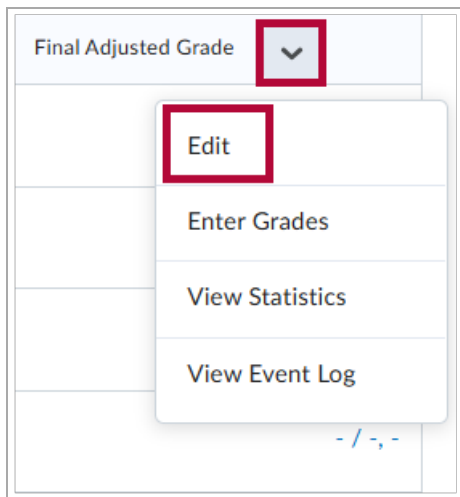 Final Adjusted Grade
Edit
Enter Grades
View Statistics
View Event Log
- / -, -